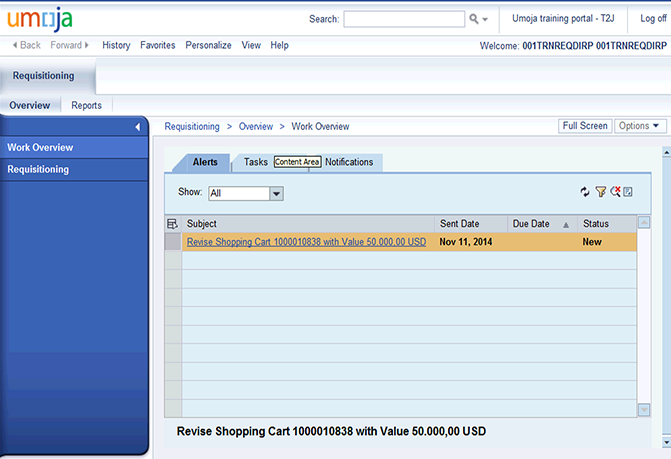 umoja
Search:
Umoja training portal - T2J
Log off
Back Forward History Favorites Personalize View Help
Welcome: 001TRNREQDIRP 001TRNREQDIRP
Requisitioning
Overview Reports
Work Overview
Requisitioning
Requisitioning > Overview > Work Overview
Full Screen Options
Alerts Tasks Content Area Notifications
Show: All
Subject Sent Date Due Date Status
Revise Shopping Cart 1000010838 with Value 50.000,00 USD Nov 11, 2014 New
Revise Shopping Cart 1000010838 with Value 50.000,00 USD